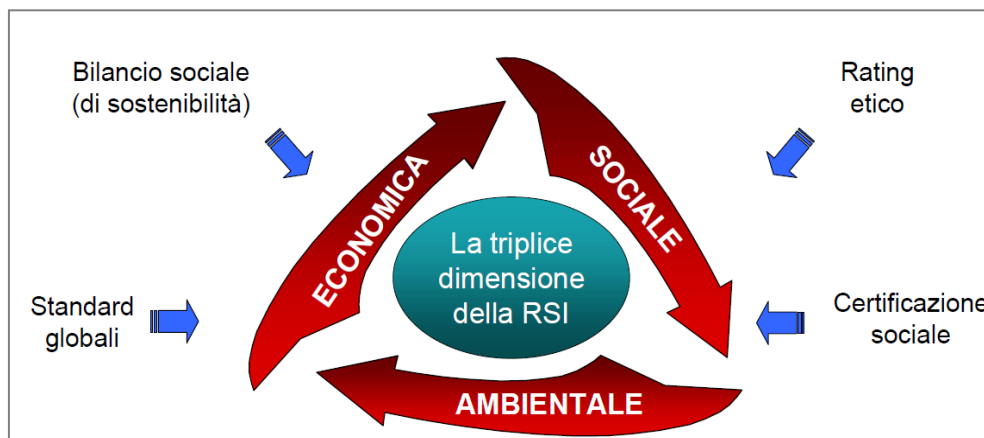 Bilancio sociale
(di sostenibilità)
Rating
etico
ECONOMICA
SOCIALE
La triplice
dimensione
della RSI
Standard
globali
Certificazione
sociale
AMBIENTALE